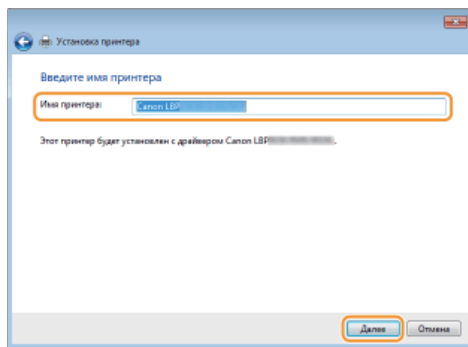 Установка принтера
Введите имя принтера
Имя принтера: Canon LBP
Этот принтер будет установлен с драйвером Canon LBP
Далее Отмена